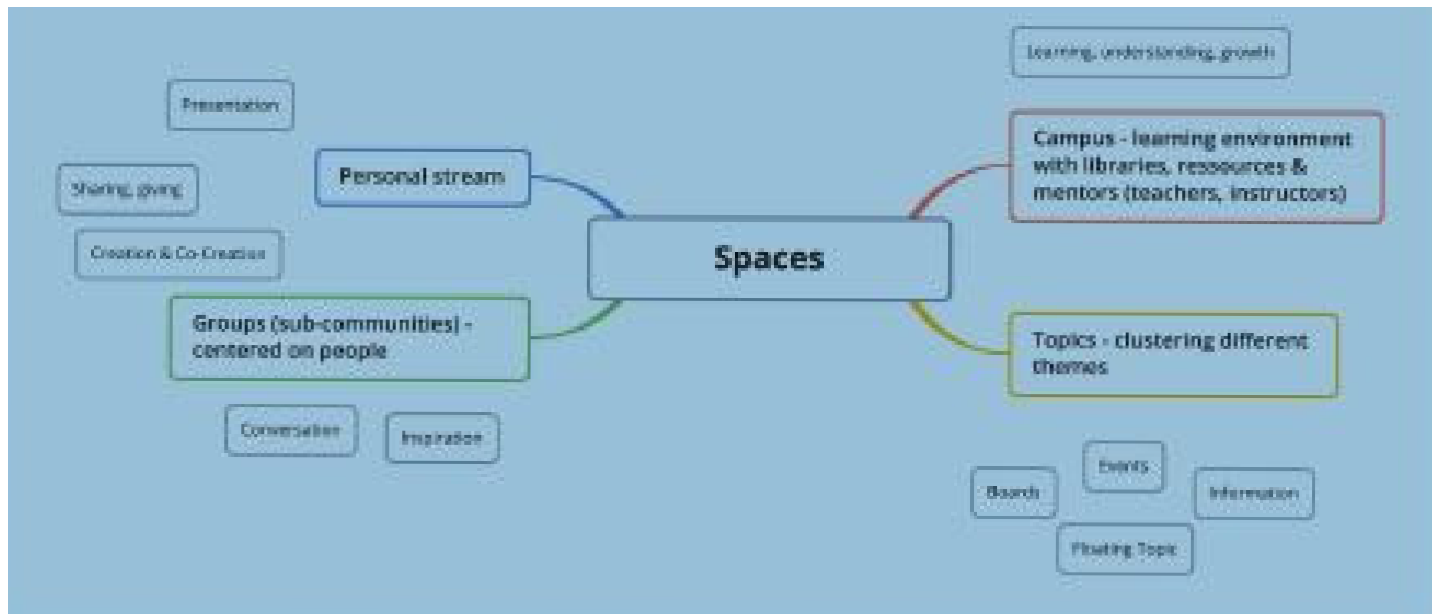 Learning, understanding, growth
Presentation
Campus - learning environment
with libraries, ressources &
mentors (teachers, instructors)
Personal stream
Sharing, giving
Creation & Co-Creation
Spaces
Groups (sub-communities) -
centered on people
Topics - clustering different
themes
Conversation
Inspiration
Events
Boards
Information
Floating Topic